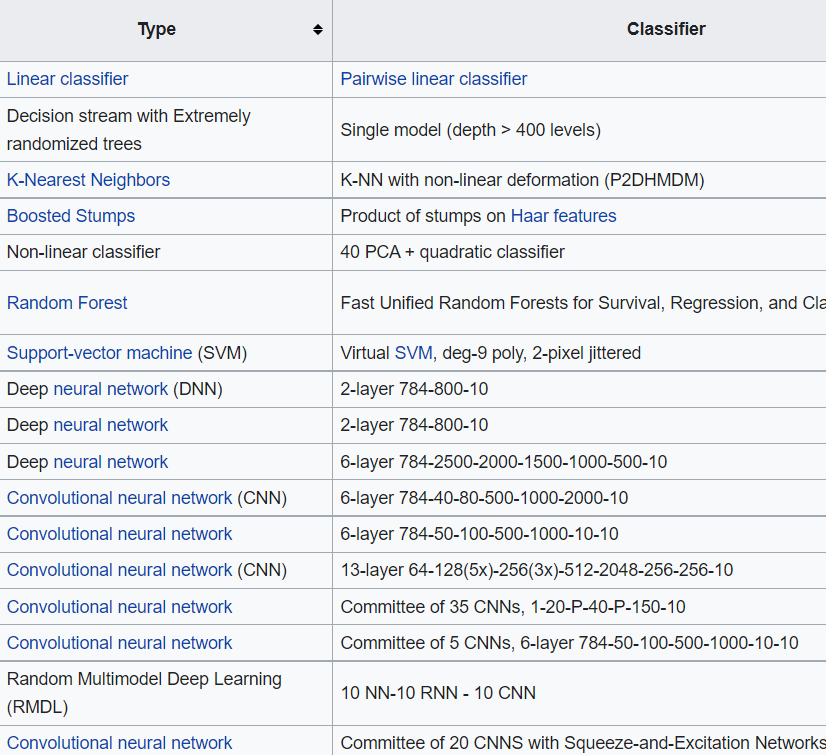 Type Classifier
Linear classifier Pairwise linear classifier
Decision stream with Extremely
randomized trees Single model (depth > 400 levels)
K-Nearest Neighbors K-NN with non-linear deformation (P2DHMDM)
Boosted Stumps Product of stumps on Haar features
Non-linear classifier 40 PCA + quadratic classifier
Random Forest Fast Unified Random Forests for Survival, Regression, and Cla
Support-vector machine (SVM) Virtual SVM, deg-9 poly, 2-pixel jittered
Deep neural network (DNN) 2-layer 784-800-10
Deep neural network 2-layer 784-800-10
Deep neural network 6-layer 784-2500-2000-1500-1000-500-10
Convolutional neural network (CNN) 6-layer 784-40-80-500-1000-2000-10
Convolutional neural network 6-layer 784-50-100-500-1000-10-10
Convolutional neural network (CNN) 13-layer 64-128(5x)-256(3x)-512-2048-256-256-10
Convolutional neural network Committee of 35 CNNs, 1-20-P-40-P-150-10
Convolutional neural network Committee of 5 CNNs, 6-layer 784-50-100-500-1000-10-10
Random Multimodel Deep Learning
(RMDL) 10 NN-10 RNN - 10 CNN
Convolutional neural network Committee of 20 CNNS with Squeeze-and-Excitation Networks